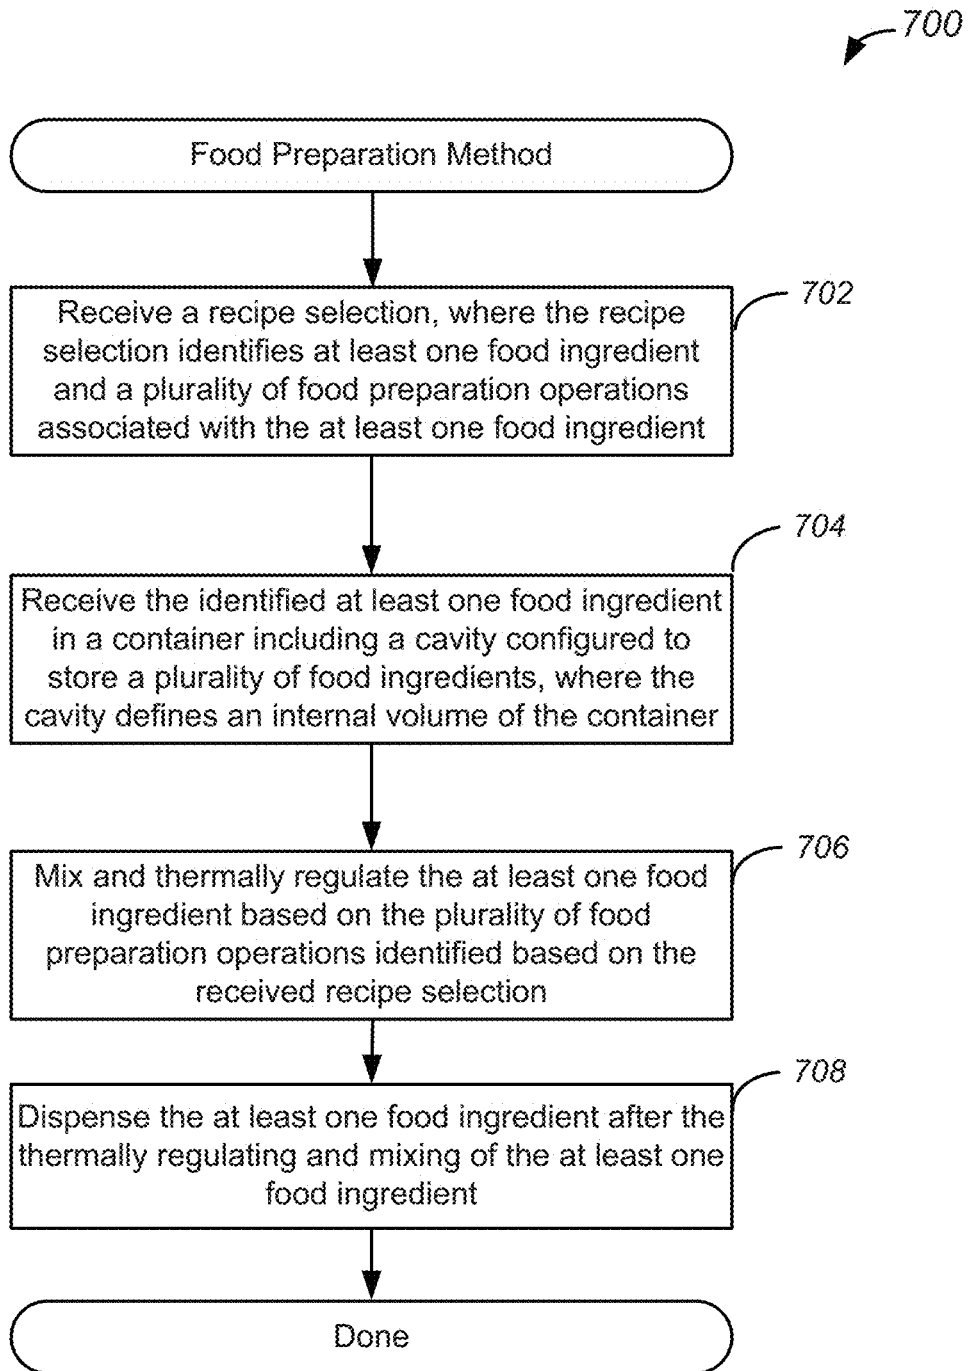 700
Food Preparation Method
702
Receive a recipe selection, where the recipe
selection identifies at least one food ingredient
and a plurality of food preparation operations
associated with the at least one food ingredient
704
Receive the identified at least one food ingredient
in a container including a cavity configured to
store a plurality of food ingredients, where the
cavity defines an internal volume of the container
706
Mix and thermally regulate the at least one food
ingredient based on the plurality of food
preparation operations identified based on the
received recipe selection
708
Dispense the at least one food ingredient after the
thermally regulating and mixing of the at least one
food ingredient
Done